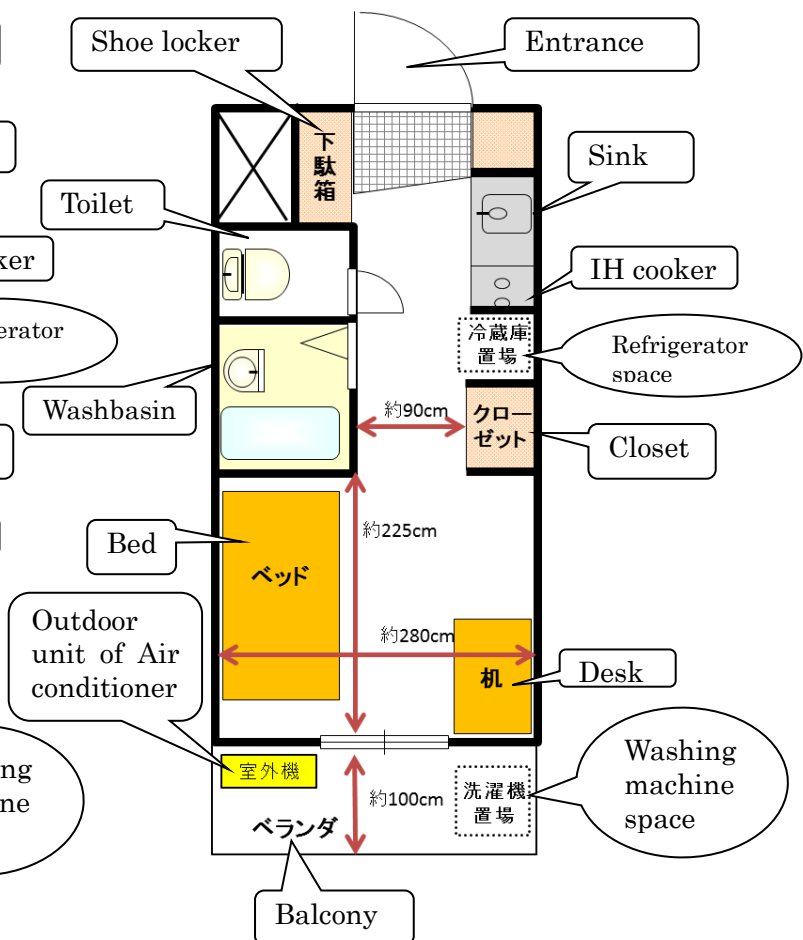 Shoe locker
Entrance
下
駄
箱
Sink
Toilet
ker
IH cooker
erator
冷蔵庫
置場
Refrigerator
space
Washbasin
約90cm
クロー
ゼット
Closet
約225cm
Bed
ベッド
Outdoor
unit of Air
conditioner
約280cm
机
Desk
ng
ne
室外機
約100cm
洗濯機
置場
Washing
machine
space
ベランダ
Balcony